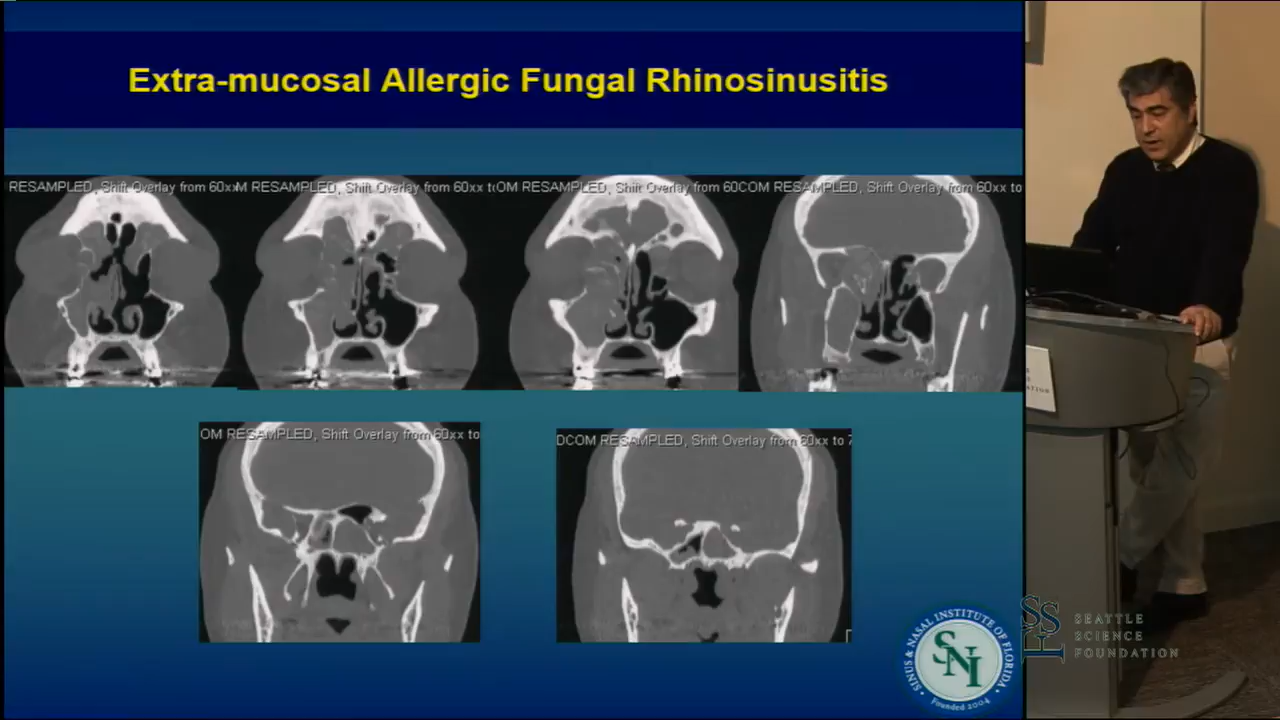 Extra-mucosal Allergic Fungal Rhinosinusitis
RESAMPLED, Shift Overlay from 60xx
M RESAMPLED, Shift Overlay from 60xx to
OM RESAMPLED, Shift Overlay from 60
COM RESAMPLED, Shift Overlay from 60xx to
OM RESAMPLED, Shift Overlay from 60xx to
DCOM RESAMPLED, Shift Overlay from 60xx to 7
SINUS & NASAL INSTITUTE OF FLORIDA
SNI
Founded 2004
SSF
SEATTLE
SCIENCE
FOUNDATION